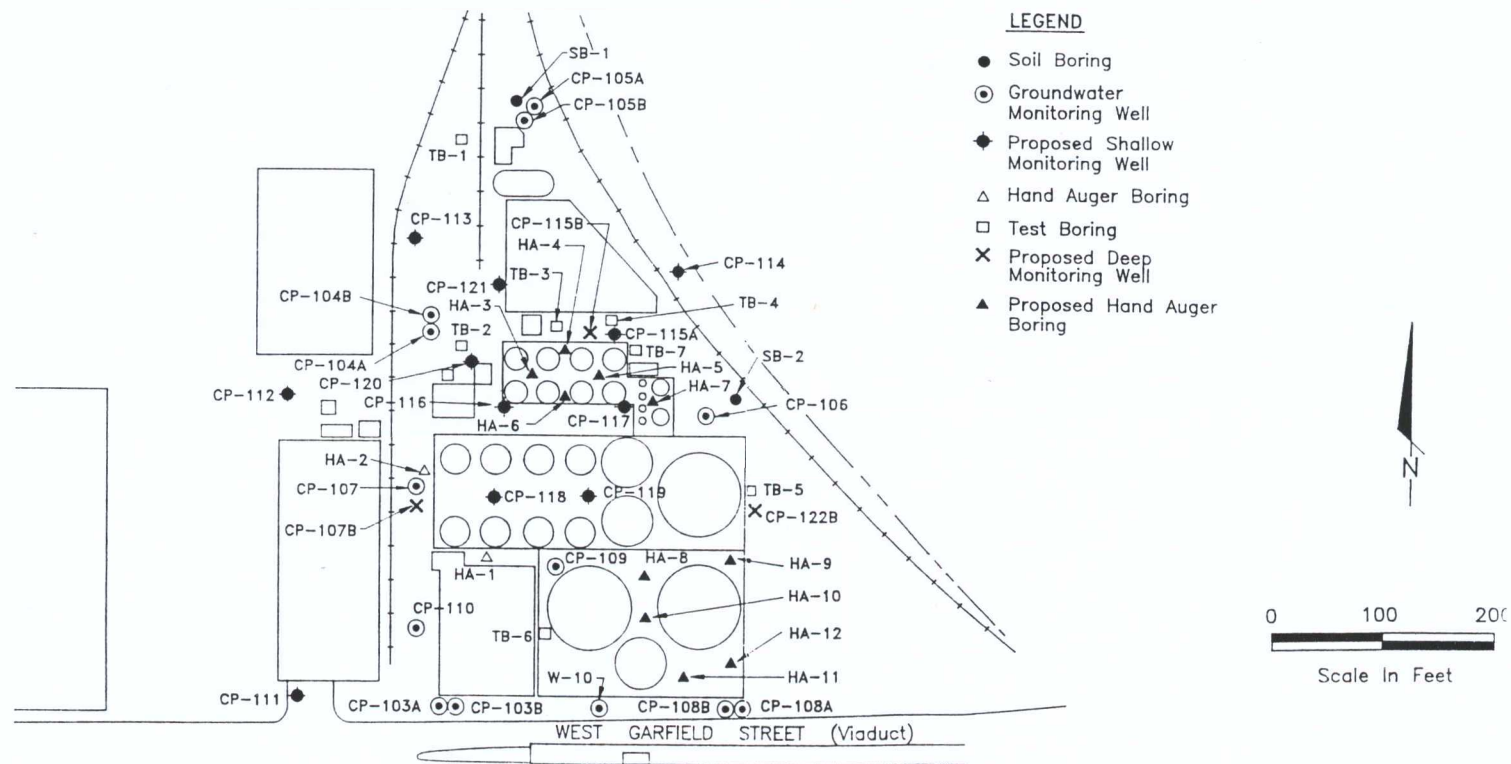 LEGEND
Soil Boring
Groundwater
Monitoring Well
Proposed Shallow
Monitoring Well
Hand Auger Boring
Test Boring
Proposed Deep
Monitoring Well
Proposed Hand Auger
Boring
SB-1
CP-105A
CP-105B
TB-1
CP-113
CP-115B
HA-4
CP-114
CP-121
TB-3
HA-3
CP-104B
TB-4
TB-2
CP-115A
CP-104A
TB-7
SB-2
CP-120
HA-5
HA-7
CP-112
CP-116
CP-106
HA-6
CP-117
HA-2
CP-107
CP-118
CP-119
TB-5
CP-107B
CP-122B
CP-109
HA-8
HA-9
HA-1
HA-10
CP-110
TB-6
HA-12
W-10
HA-11
CP-111
CP-103A
CP-103B
CP-108B
CP-108A
WEST GARFIELD STREET (Viaduct)
N
0 100 200
Scale In Feet